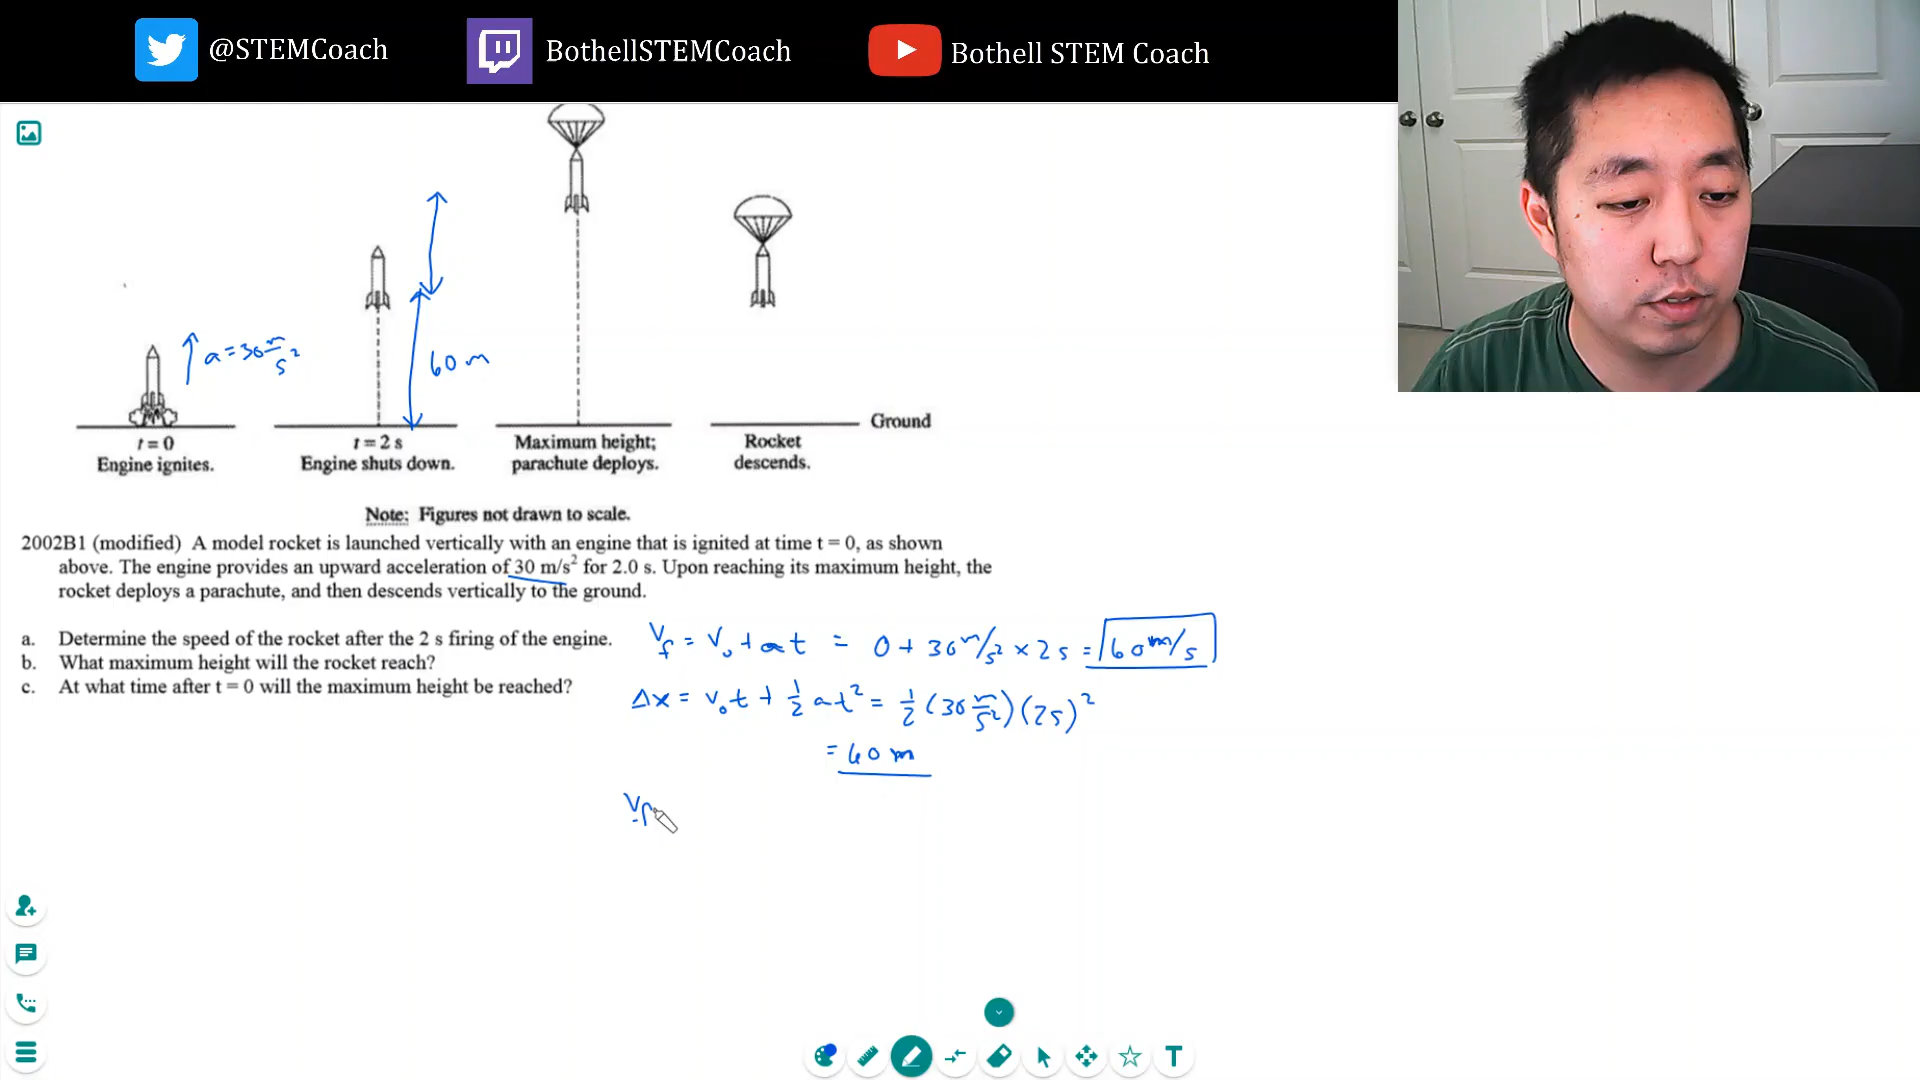 @STEMCoach
BothellSTEMCoach
Bothell STEM Coach
a = 30 m/s²
60 m
Ground
t = 0
Engine ignites.
t = 2 s
Engine shuts down.
Maximum height;
parachute deploys.
Rocket
descends.
Note: Figures not drawn to scale.
2002B1 (modified) A model rocket is launched vertically with an engine that is ignited at time t = 0, as shown
above. The engine provides an upward acceleration of 30 m/s² for 2.0 s. Upon reaching its maximum height, the
rocket deploys a parachute, and then descends vertically to the ground.
a. Determine the speed of the rocket after the 2 s firing of the engine.
b. What maximum height will the rocket reach?
c. At what time after t = 0 will the maximum height be reached?
v_f = v₀ + at = 0 + 30 m/s² × 2s = 60 m/s
Δx = v₀t + ½ at² = ½ (30 m/s²)(2s)²
= 60 m
v_f
T